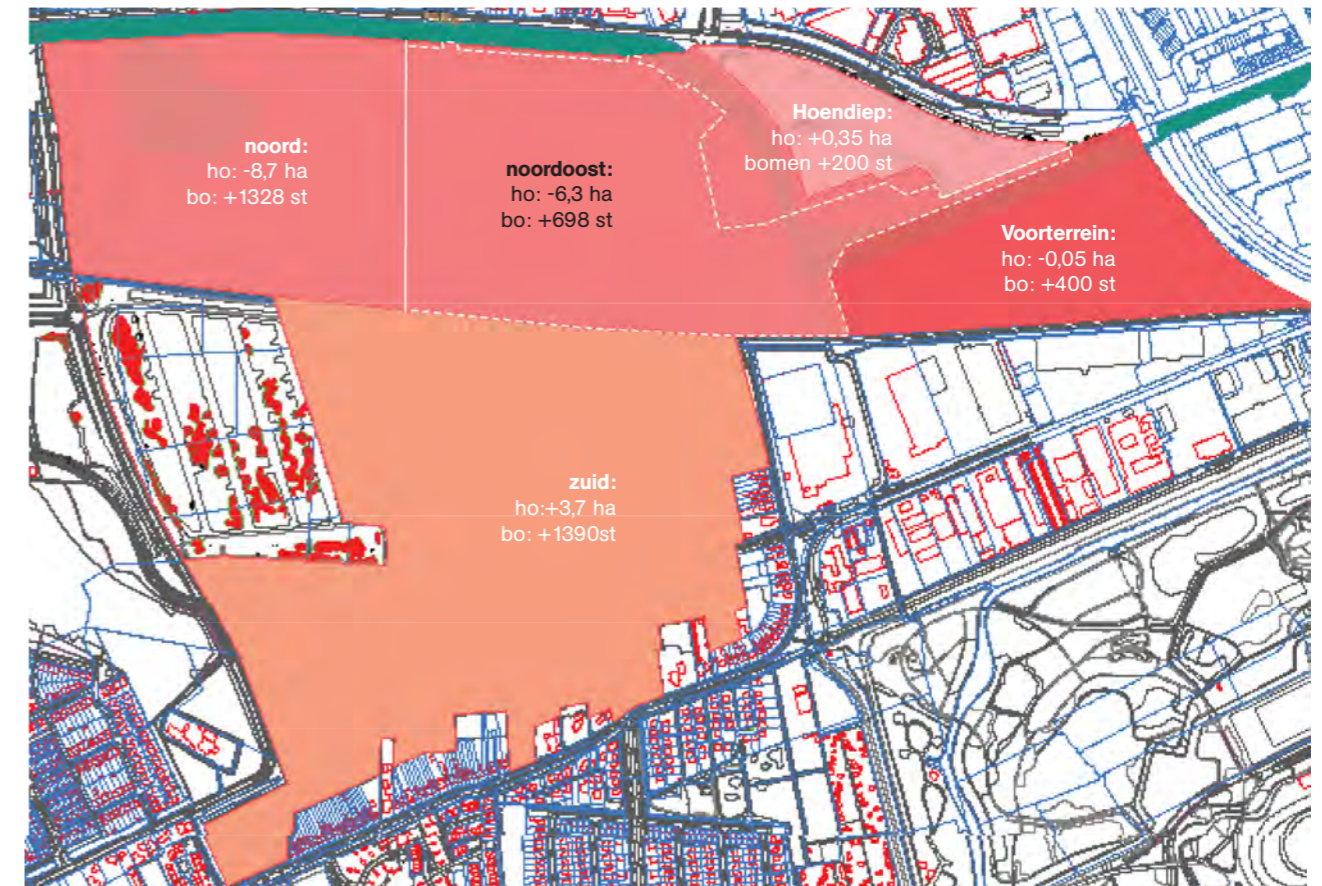 noord:
ho: -8,7 ha
bo: +1328 st
noordoost:
ho: -6,3 ha
bo: +698 st
Hoendiep:
ho: +0,35 ha
bomen +200 st
Voorterrein:
ho: -0,05 ha
bo: +400 st
zuid:
ho:+3,7 ha
bo: +1390st